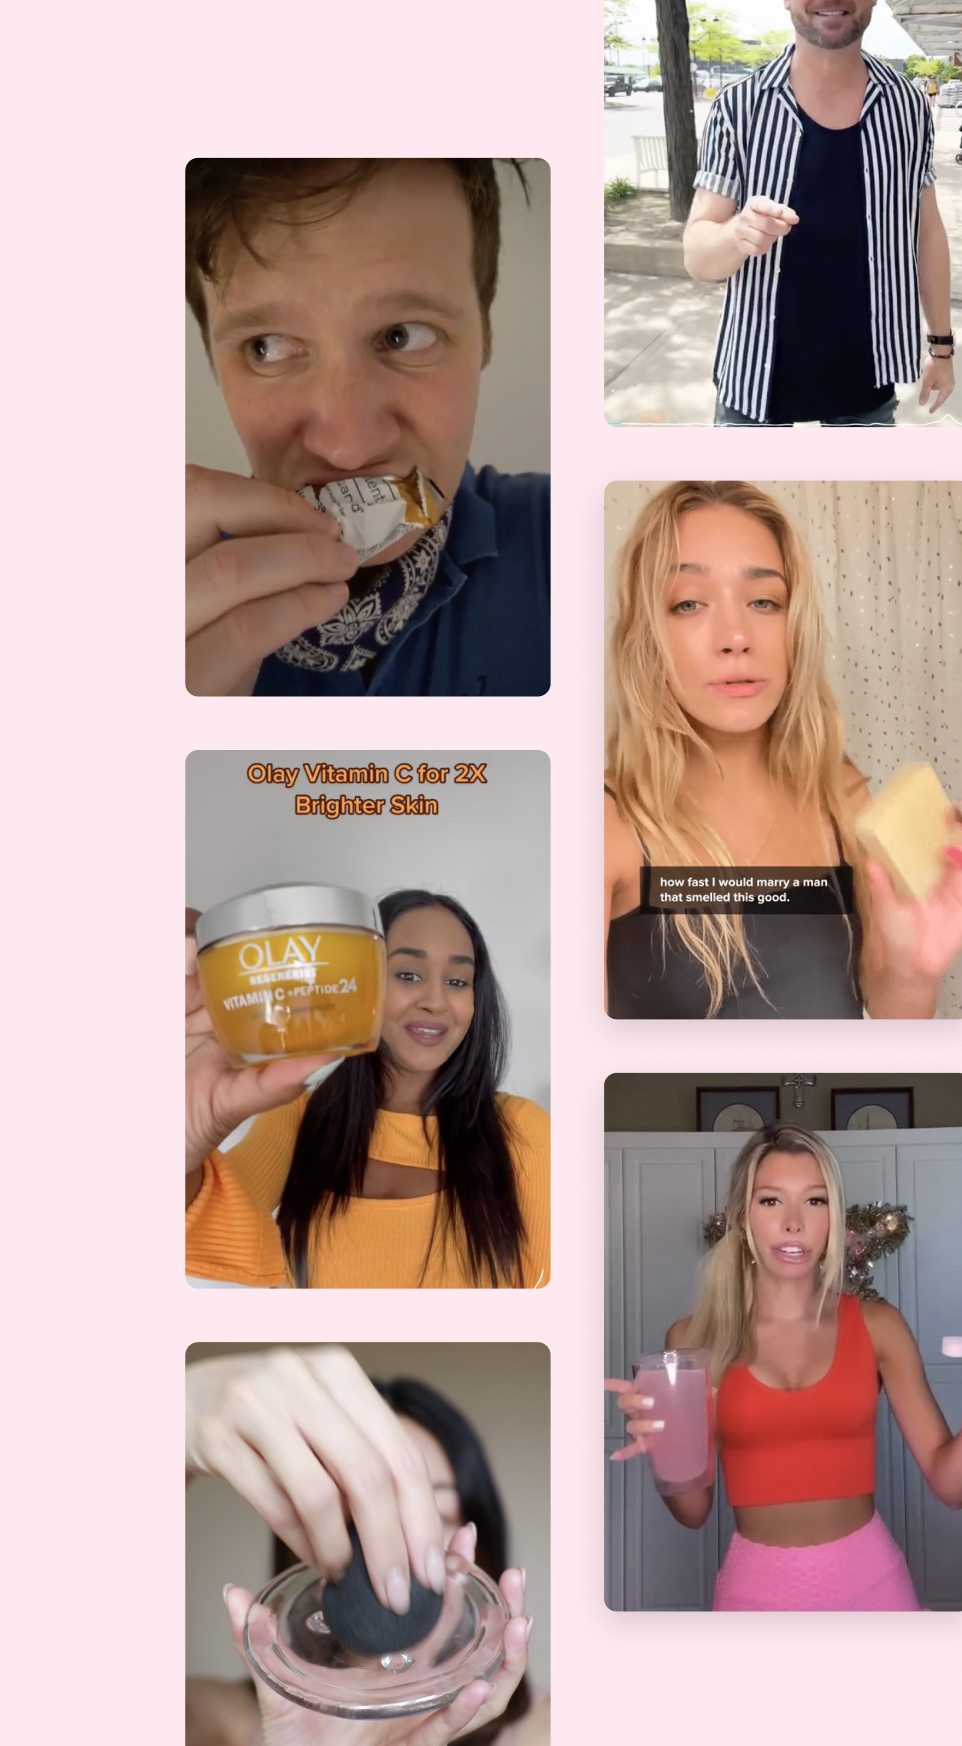 Olay Vitamin C for 2X
Brighter Skin
OLAY
REGENERIST
VITAMIN C + PEPTIDE 24
how fast I would marry a man
that smelled this good.